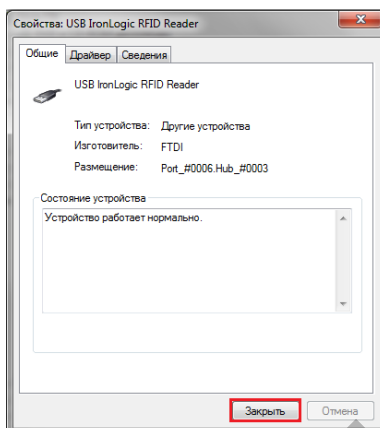 Свойства: USB IronLogic RFID Reader
Общие Драйвер Сведения
USB IronLogic RFID Reader
Тип устройства: Другие устройства
Изготовитель: FTDI
Размещение: Port_#0006.Hub_#0003
Состояние устройства
Устройство работает нормально.
Закрыть Отмена